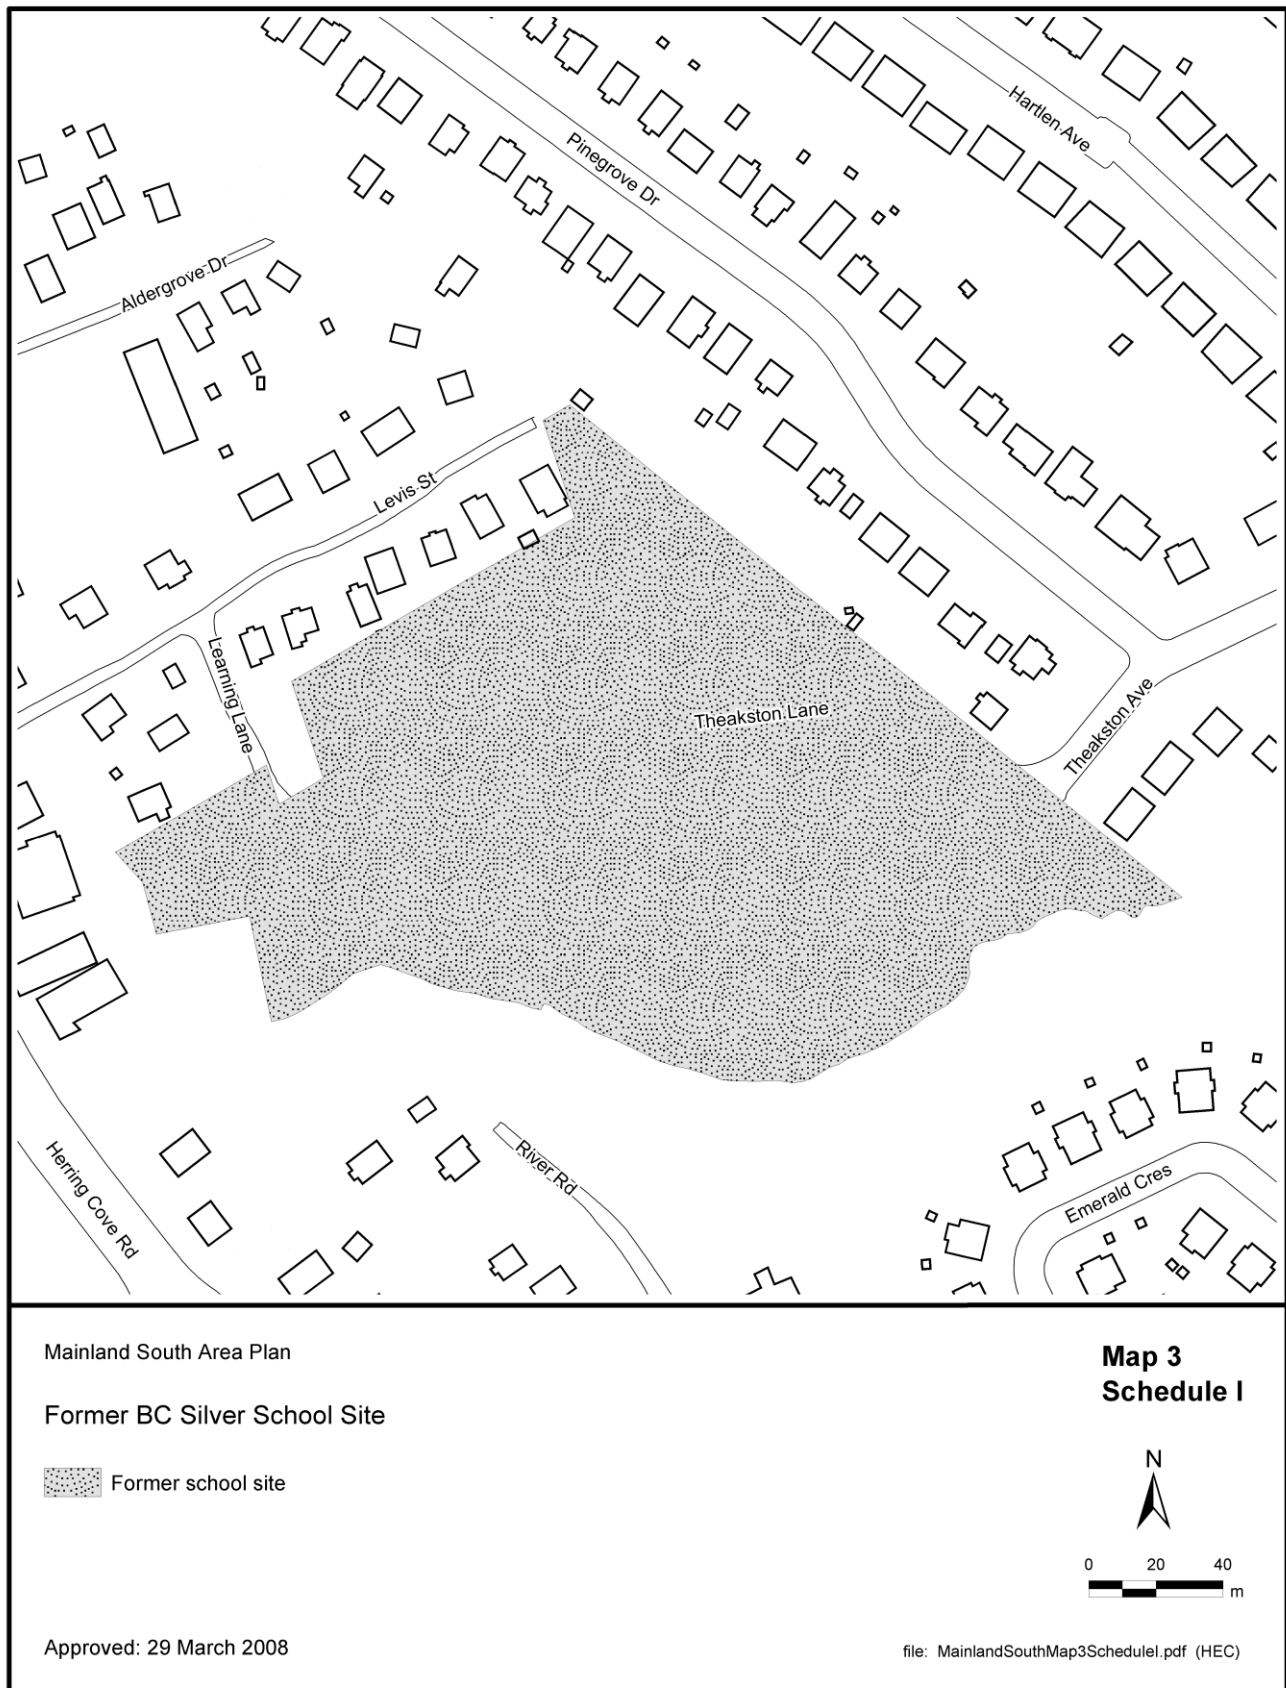 Hartlen Ave
Pinegrove Dr
Aldergrove Dr
Levis St
Learning Lane
Theakston Lane
Theakston Ave
River Rd
Herring Cove Rd
Emerald Cres
Mainland South Area Plan
Former BC Silver School Site
Former school site
Approved: 29 March 2008
Map 3
Schedule I
N
0 20 40
m
file: MainlandSouthMap3ScheduleI.pdf (HEC)